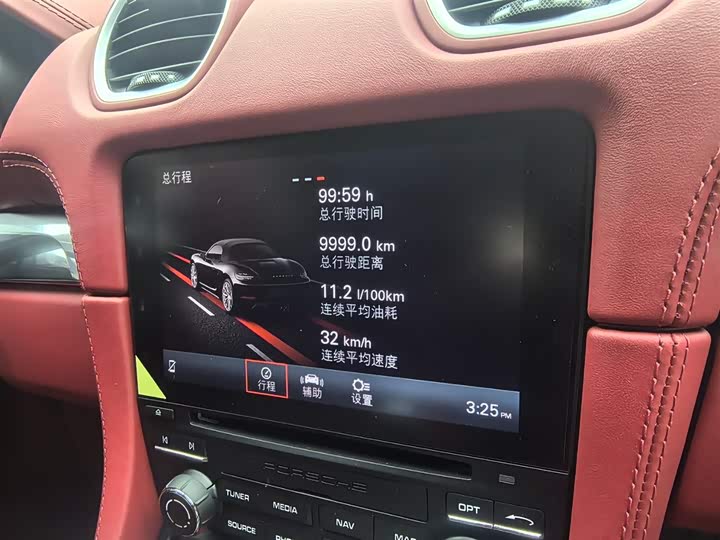 总行程
99:59 h
总行驶时间
9999.0 km
总行驶距离
11.2 l/100km
连续平均油耗
32 km/h
连续平均速度
行程
辅助
设置
3:25 PM
PORSCHE
TUNER
MEDIA
SOURCE
NAV
OPT